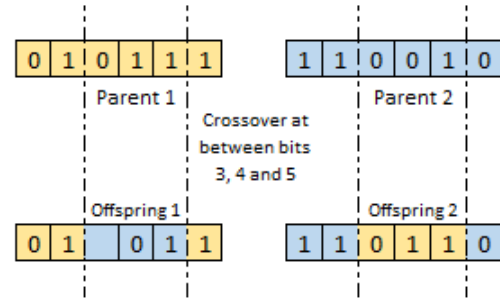 0 1 0 1 1 1 1 1 0 0 1 0
Parent 1 Parent 2
Crossover at
between bits
3, 4 and 5
Offspring 1 Offspring 2
0 1 0 1 1 1 1 0 1 1 0